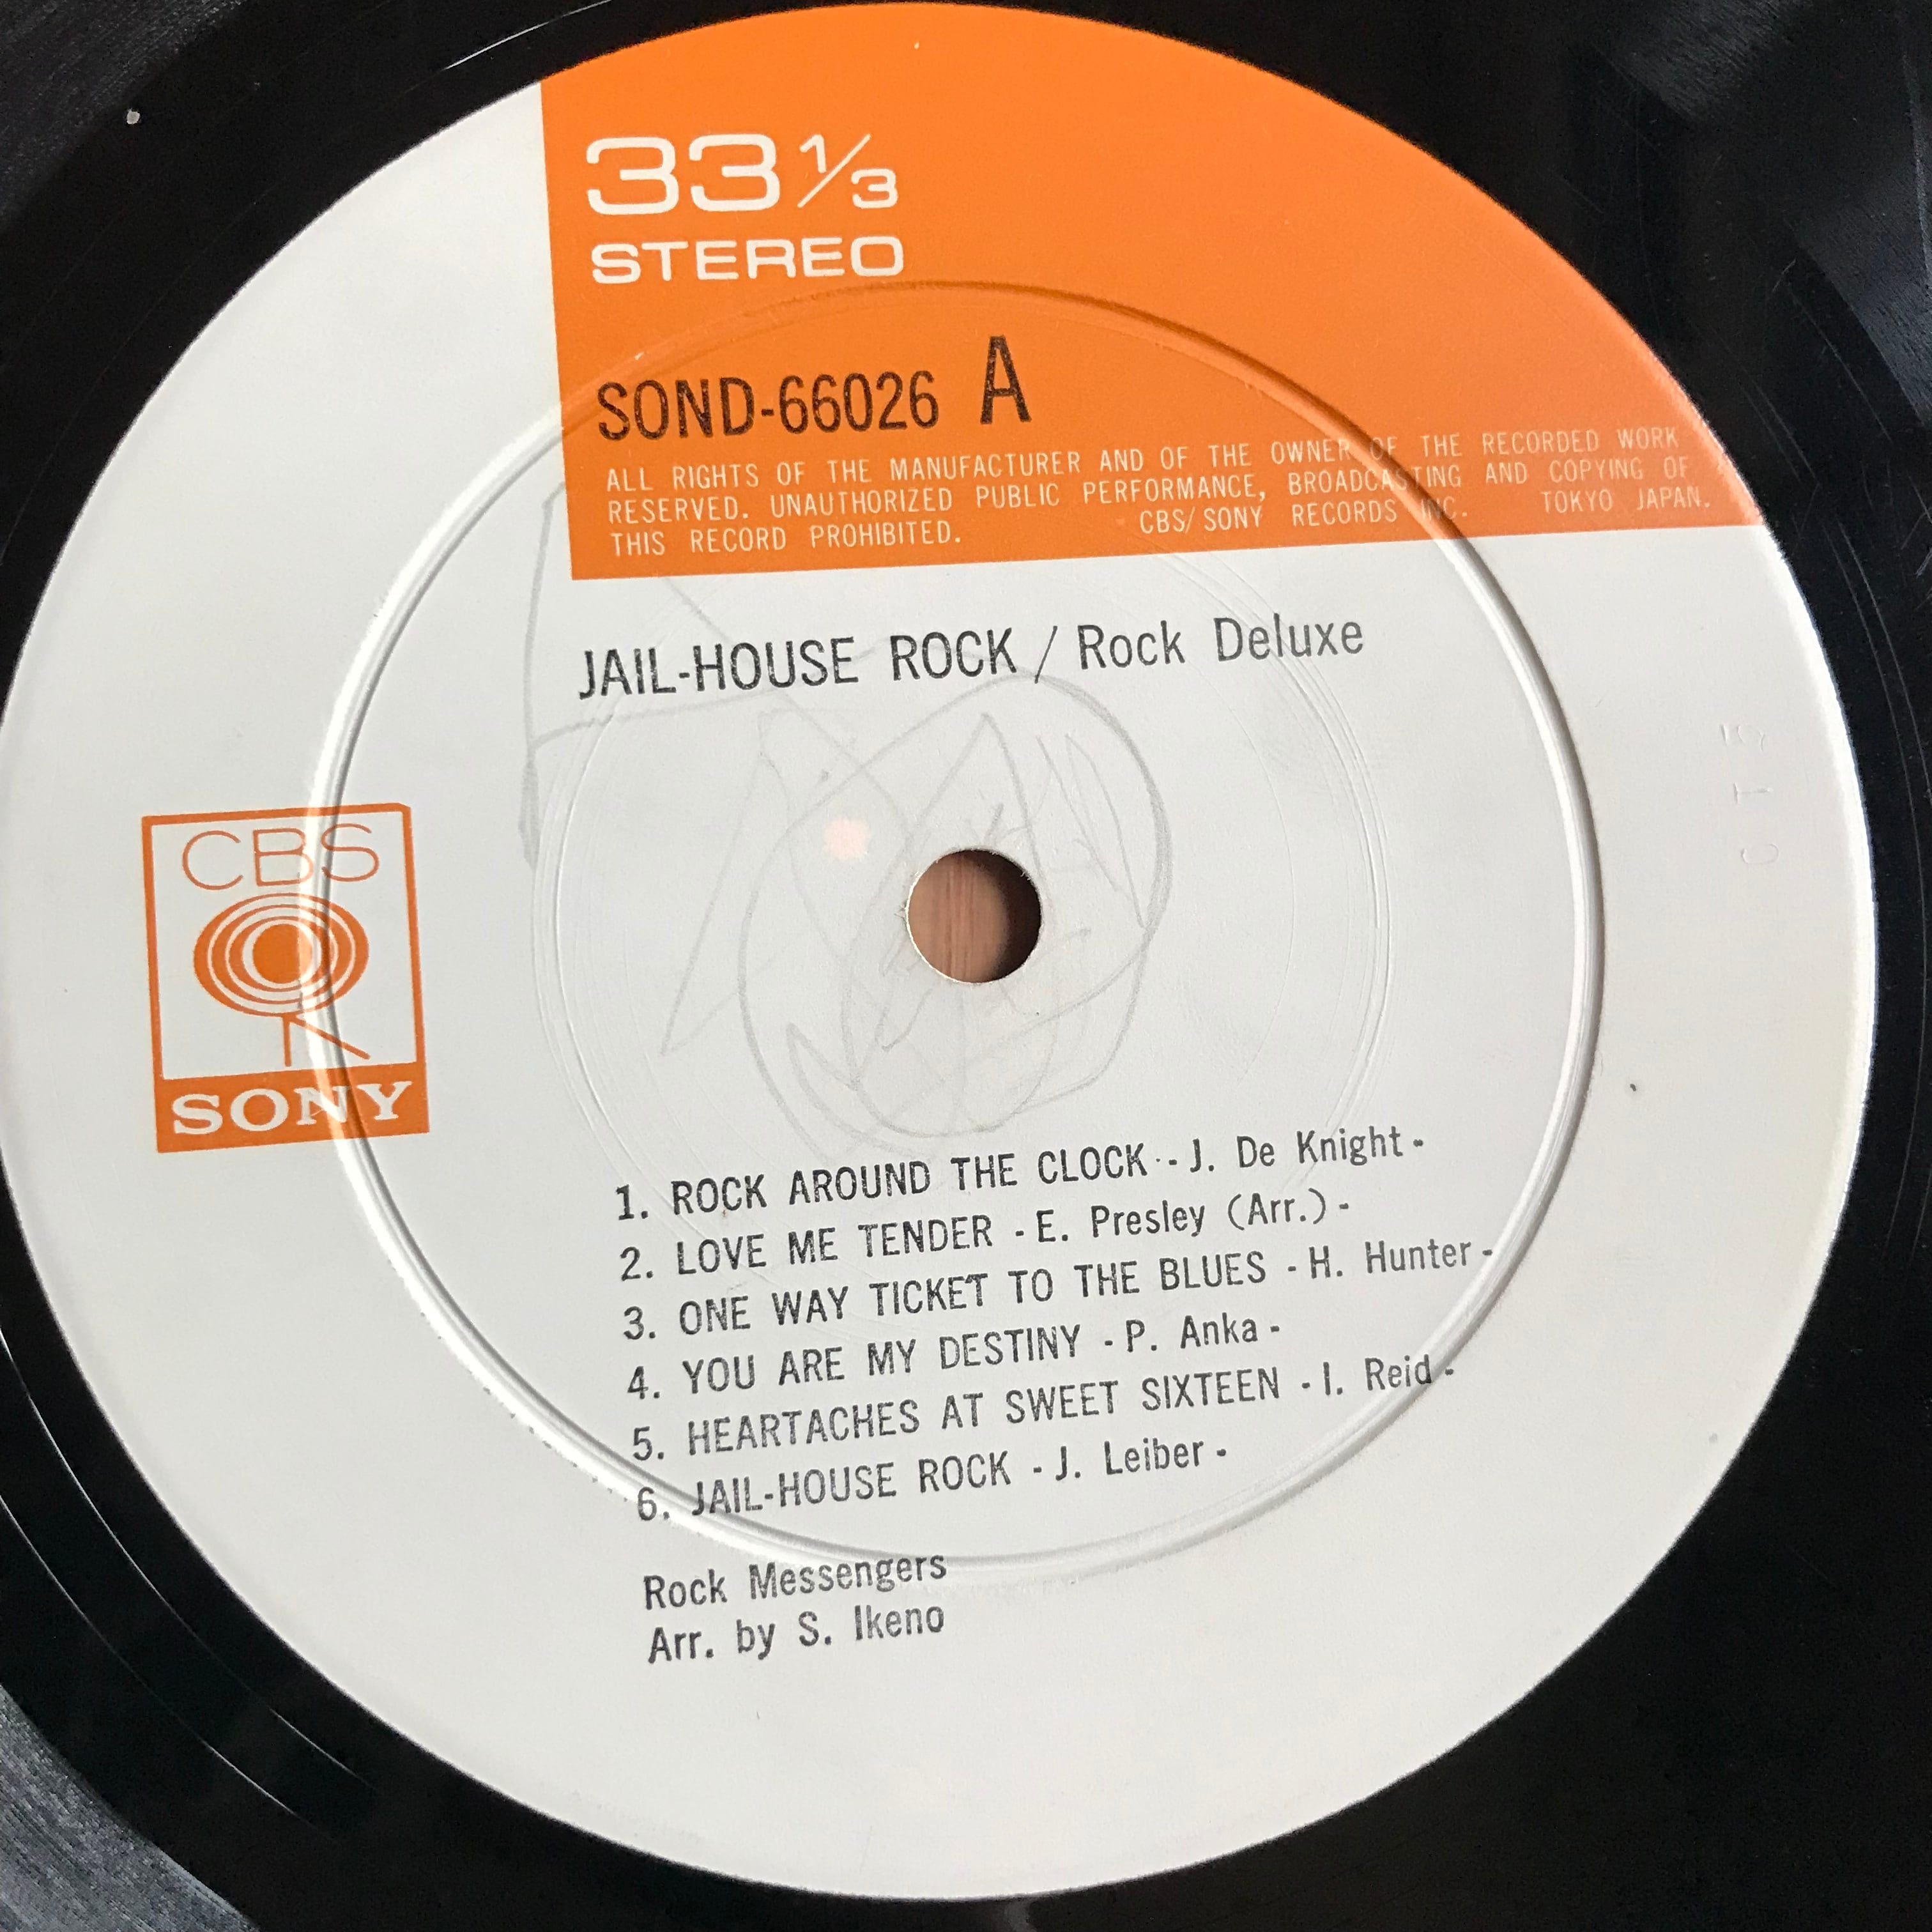 33 1/3
STEREO
SOND-66026 A
ALL RIGHTS OF THE MANUFACTURER AND OF THE OWNER OF THE RECORDED WORK
RESERVED. UNAUTHORIZED PUBLIC PERFORMANCE, BROADCASTING AND COPYING OF
THIS RECORD PROHIBITED. CBS/SONY RECORDS INC. TOKYO JAPAN.
JAIL-HOUSE ROCK / Rock Deluxe
CBS
SONY
1. ROCK AROUND THE CLOCK - J. De Knight -
2. LOVE ME TENDER - E. Presley (Arr.) -
3. ONE WAY TICKET TO THE BLUES - H. Hunter -
4. YOU ARE MY DESTINY - P. Anka -
5. HEARTACHES AT SWEET SIXTEEN - I. Reid -
6. JAIL-HOUSE ROCK - J. Leiber -
Rock Messengers
Arr. by S. Ikeno